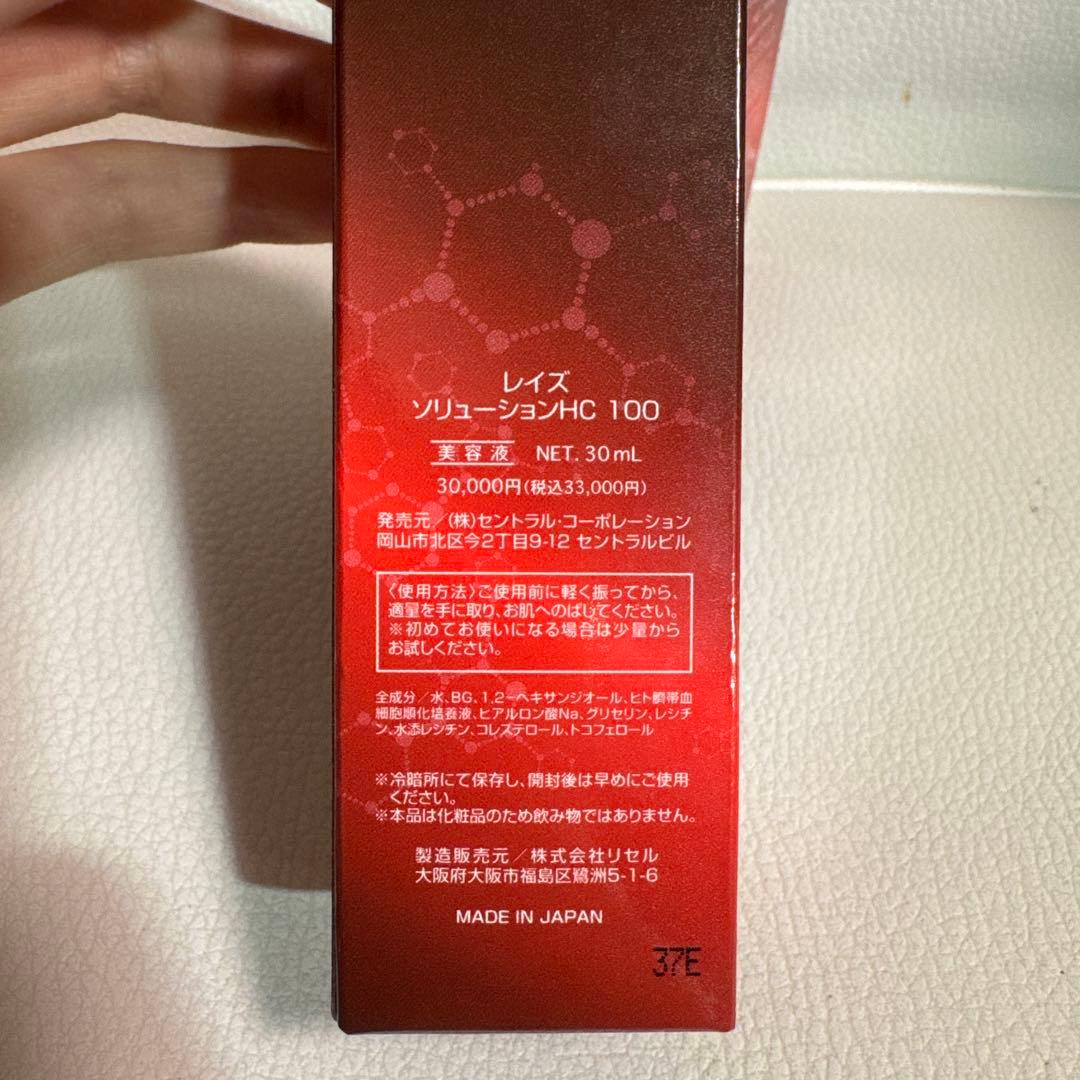 レイズ
ソリューションHC 100
美容液 NET. 30mL
30,000円(税込33,000円)
発売元/(株)セントラル・コーポレーション
岡山市北区今2丁目9-12 セントラルビル
〈使用方法〉ご使用前に軽く振ってから、
適量を手に取り、お肌へのばしてください。
※初めてお使いになる場合は少量から
お試しください。
全成分/水、BG、1,2-ヘキサンジオール、ヒト臍帯血
細胞順化培養液、ヒアルロン酸Na、グリセリン、レシチ
ン、水添レシチン、コレステロール、トコフェロール
※冷暗所にて保存し、開封後は早めにご使用
ください。
※本品は化粧品のため飲み物ではありません。
製造販売元/株式会社リセル
大阪府大阪市福島区鷺洲5-1-6
MADE IN JAPAN
37E